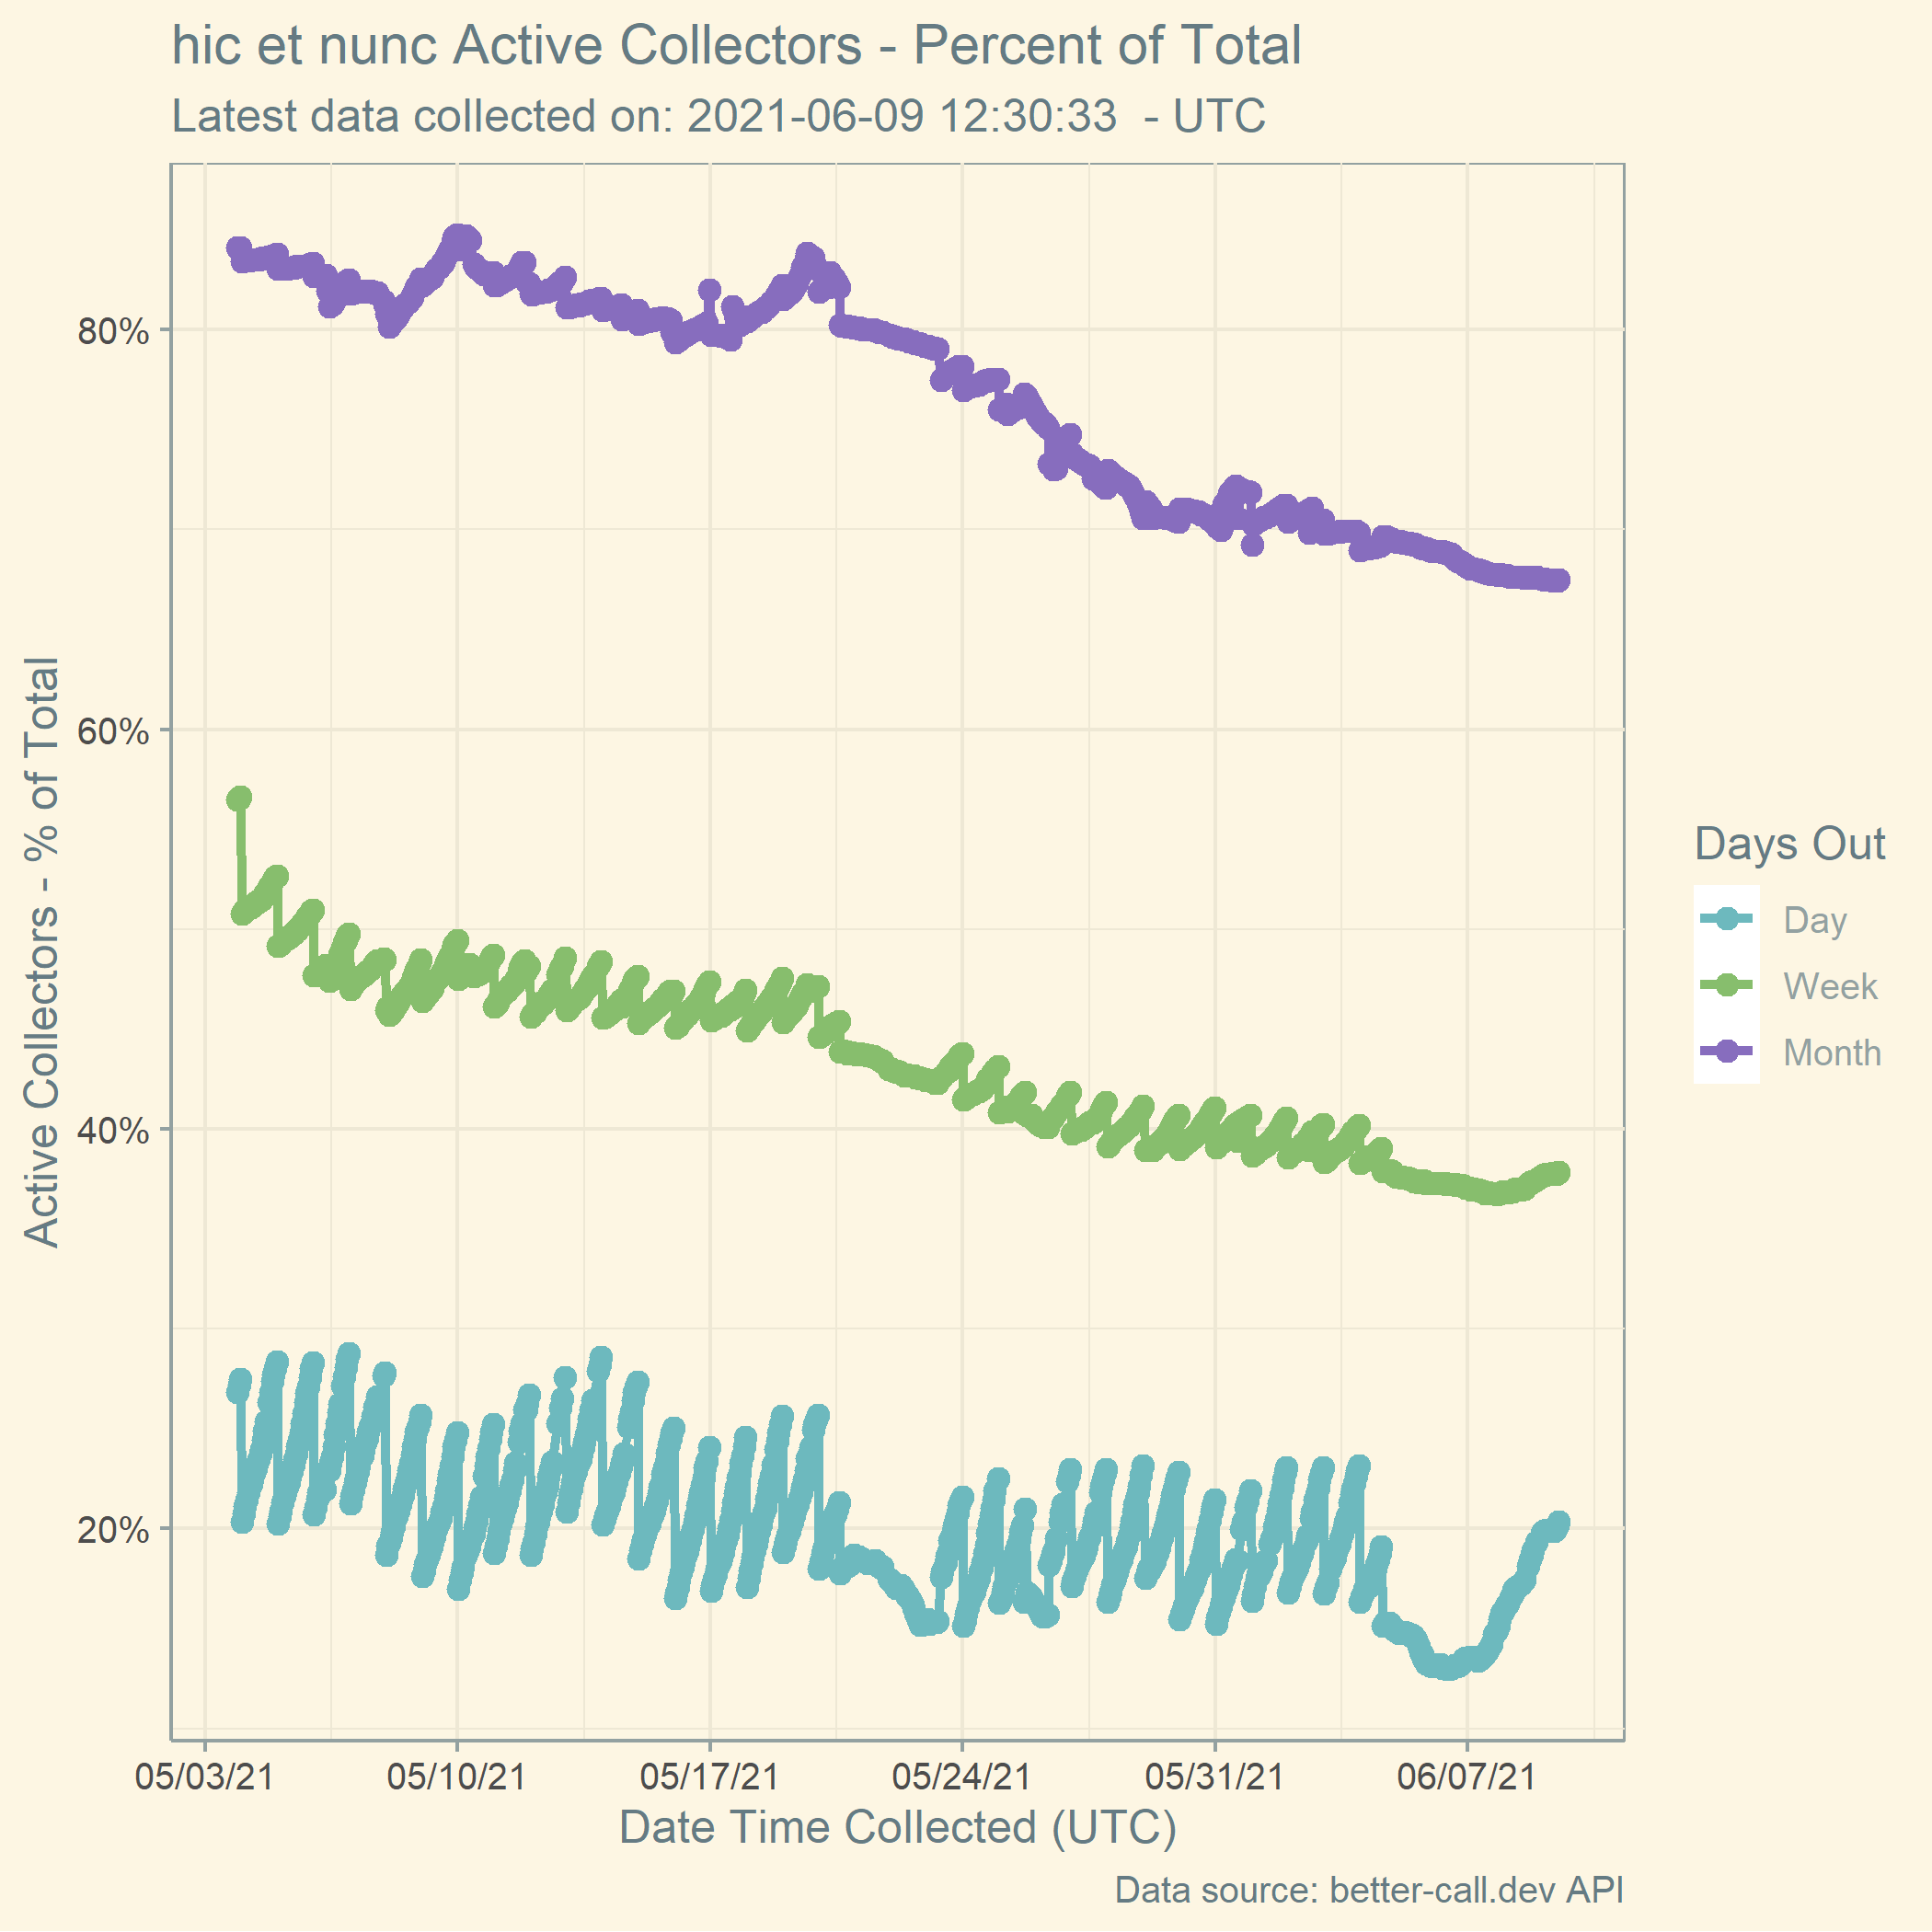 hic et nunc Active Collectors - Percent of Total
Latest data collected on: 2021-06-09 12:30:33  - UTC
Active Collectors - % of Total
80%
60%
40%
20%
05/03/21
05/10/21
05/17/21
05/24/21
05/31/21
06/07/21
Date Time Collected (UTC)
Days Out
Day
Week
Month
Data source: better-call.dev API